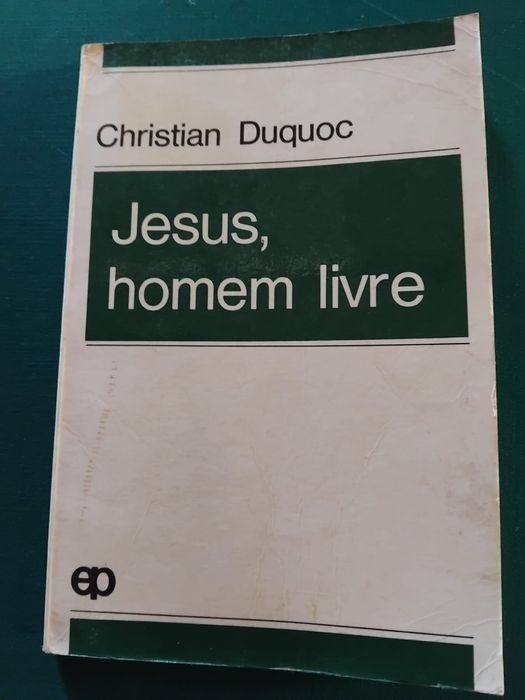 Christian Duquoc
Jesus,
homem livre
ep